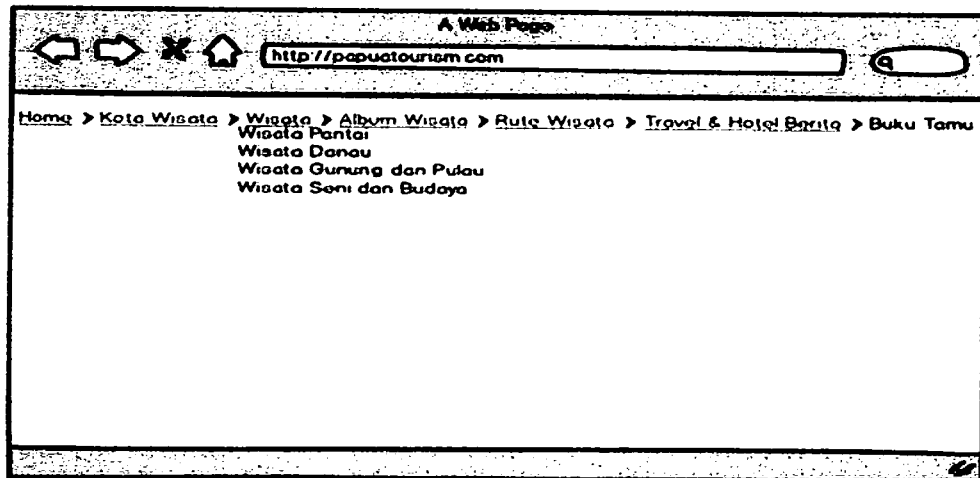 A Web Page
http://papuatourism.com
Home > Kota Wisata > Wisata > Album Wisata > Rute Wisata > Travel & Hotel Berita > Buku Tamu
Wisata Pantai
Wisata Danau
Wisata Gunung dan Pulau
Wisata Seni dan Budaya